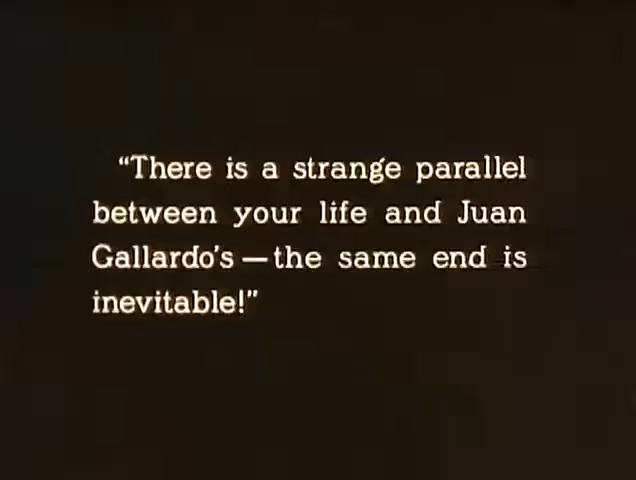 “There is a strange parallel
between your life and Juan
Gallardo's—the same end is
inevitable!”